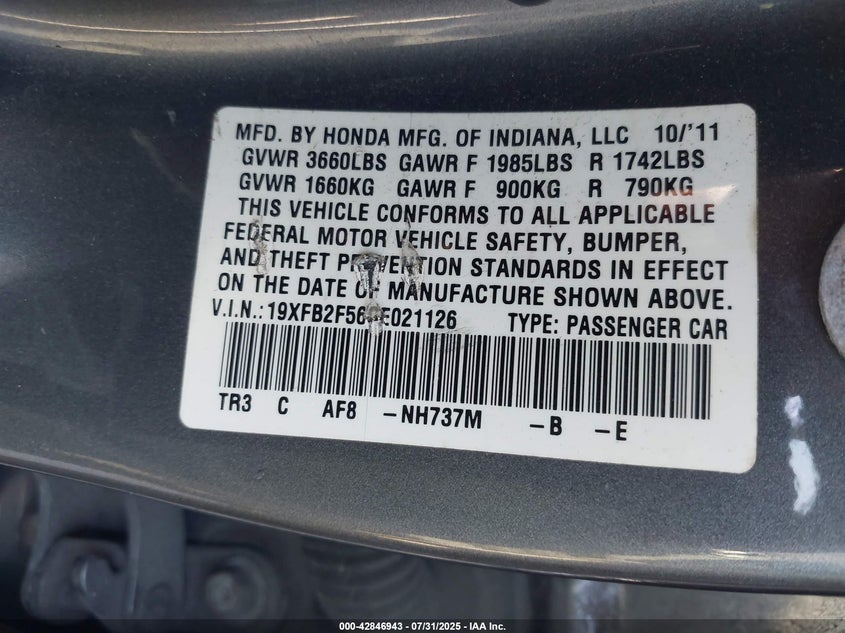 MFD. BY HONDA MFG. OF INDIANA, LLC 10/'11
GVWR 3660LBS GAWR F 1985LBS R 1742LBS
GVWR 1660KG GAWR F 900KG R 790KG
THIS VEHICLE CONFORMS TO ALL APPLICABLE
FEDERAL MOTOR VEHICLE SAFETY, BUMPER,
AND THEFT PREVENTION STANDARDS IN EFFECT
ON THE DATE OF MANUFACTURE SHOWN ABOVE.
V.I.N.: TYPE: PASSENGER CAR
TR3 C AF8 -NH737M -B -E
000-42846943 / 07/31/2025 - IAA Inc.